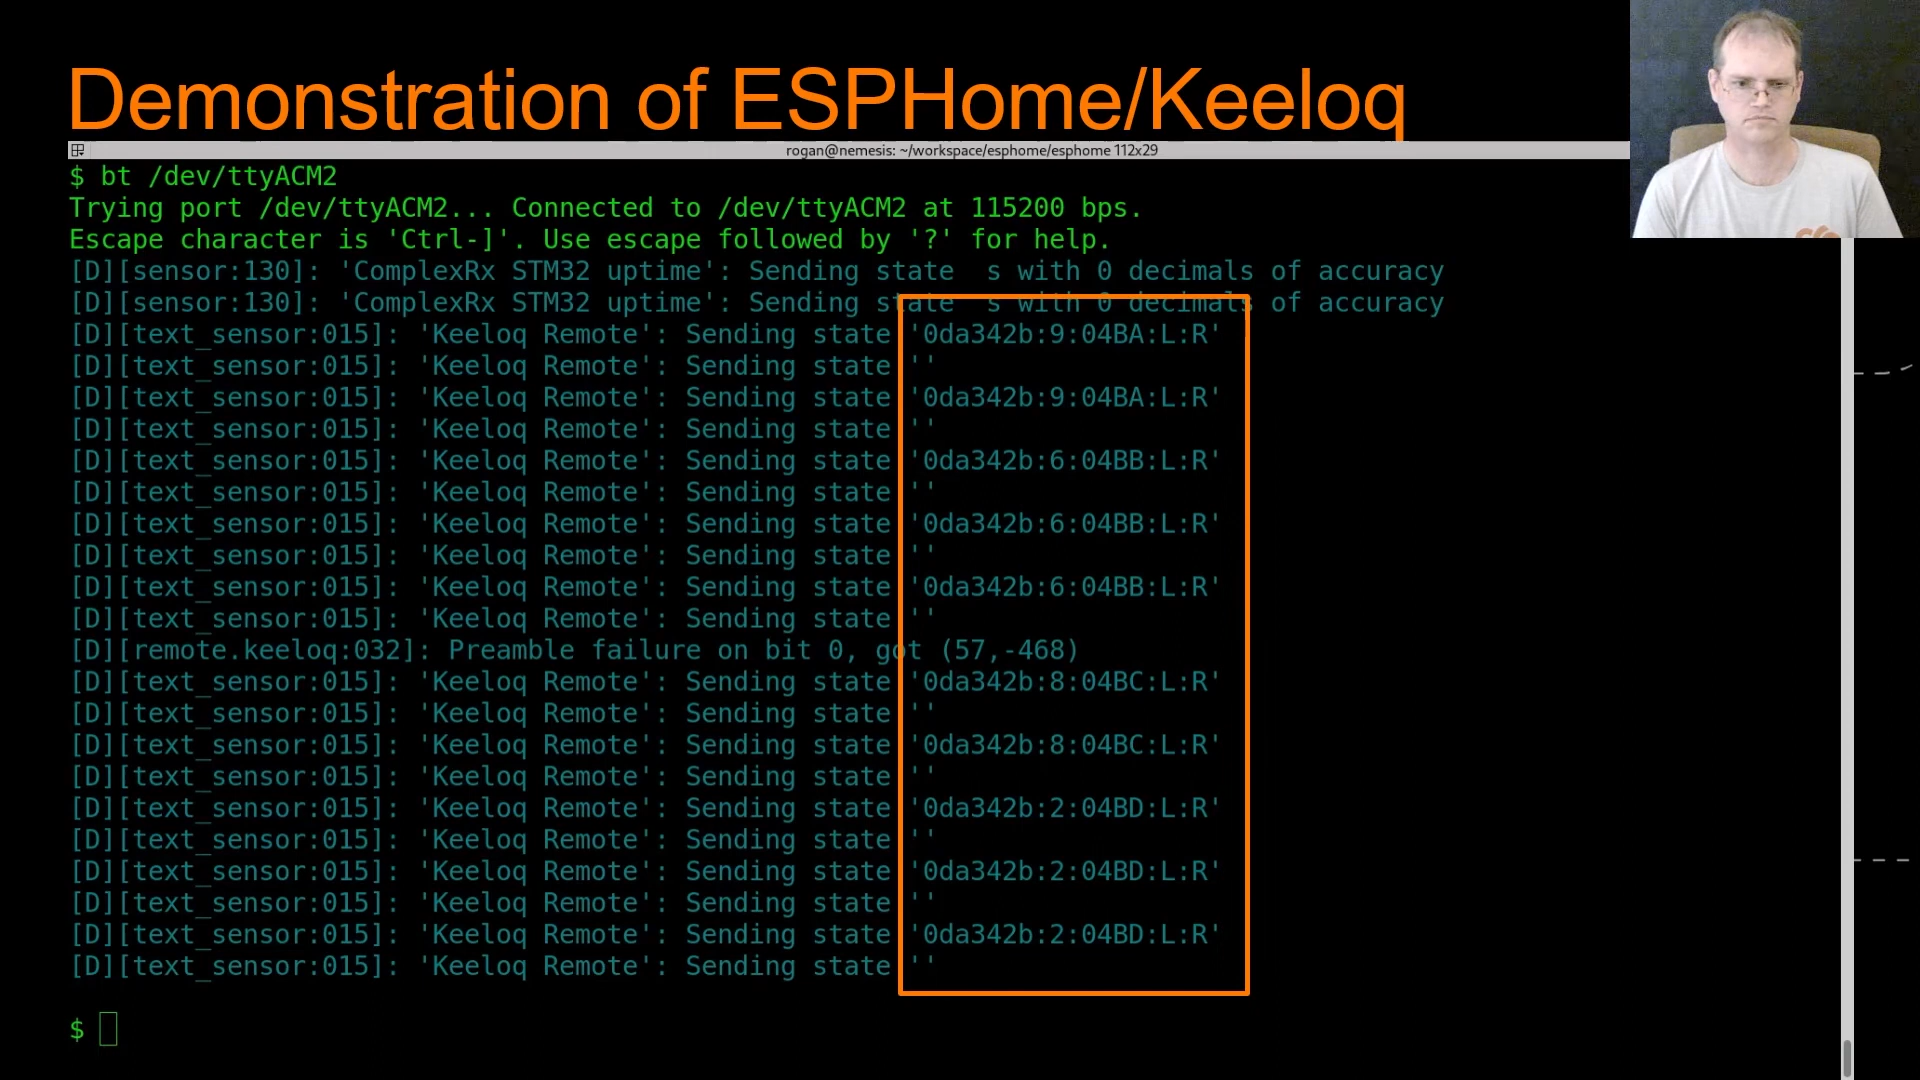 Demonstration of ESPHome/Keeloq
rogan@nemesis: ~/workspace/esphome/esphome 112x29
$ bt /dev/ttyACM2
Trying port /dev/ttyACM2... Connected to /dev/ttyACM2 at 115200 bps.
Escape character is 'Ctrl-]'. Use escape followed by '?' for help.
[D][sensor:130]: 'ComplexRx STM32 uptime': Sending state  s with 0 decimals of accuracy
[D][sensor:130]: 'ComplexRx STM32 uptime': Sending state  s with 0 decimals of accuracy
[D][text_sensor:015]: 'Keeloq Remote': Sending state '0da342b:9:04BA:L:R'
[D][text_sensor:015]: 'Keeloq Remote': Sending state ''
[D][text_sensor:015]: 'Keeloq Remote': Sending state '0da342b:9:04BA:L:R'
[D][text_sensor:015]: 'Keeloq Remote': Sending state ''
[D][text_sensor:015]: 'Keeloq Remote': Sending state '0da342b:6:04BB:L:R'
[D][text_sensor:015]: 'Keeloq Remote': Sending state ''
[D][text_sensor:015]: 'Keeloq Remote': Sending state '0da342b:6:04BB:L:R'
[D][text_sensor:015]: 'Keeloq Remote': Sending state ''
[D][text_sensor:015]: 'Keeloq Remote': Sending state '0da342b:6:04BB:L:R'
[D][text_sensor:015]: 'Keeloq Remote': Sending state ''
[D][remote.keeloq:032]: Preamble failure on bit 0, got (57,-468)
[D][text_sensor:015]: 'Keeloq Remote': Sending state '0da342b:8:04BC:L:R'
[D][text_sensor:015]: 'Keeloq Remote': Sending state ''
[D][text_sensor:015]: 'Keeloq Remote': Sending state '0da342b:8:04BC:L:R'
[D][text_sensor:015]: 'Keeloq Remote': Sending state ''
[D][text_sensor:015]: 'Keeloq Remote': Sending state '0da342b:2:04BD:L:R'
[D][text_sensor:015]: 'Keeloq Remote': Sending state ''
[D][text_sensor:015]: 'Keeloq Remote': Sending state '0da342b:2:04BD:L:R'
[D][text_sensor:015]: 'Keeloq Remote': Sending state ''
[D][text_sensor:015]: 'Keeloq Remote': Sending state '0da342b:2:04BD:L:R'
[D][text_sensor:015]: 'Keeloq Remote': Sending state ''
$